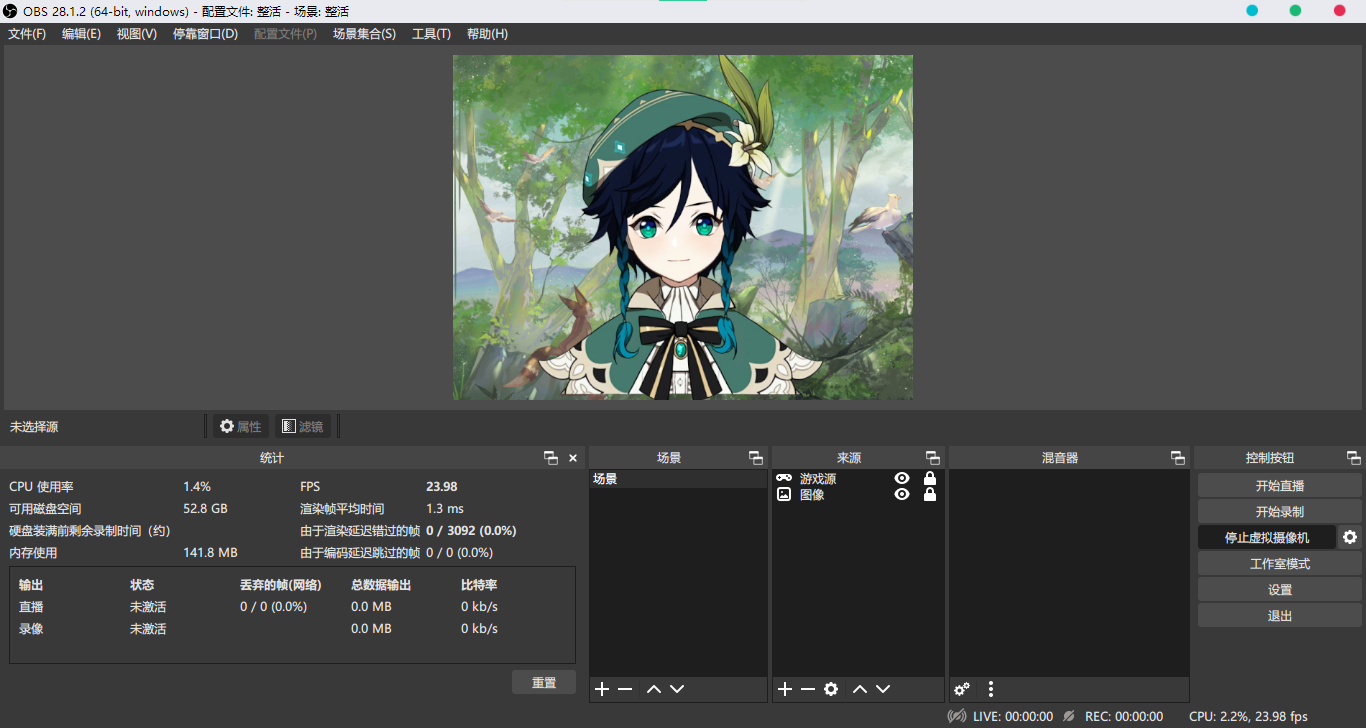 OBS 28.1.2 (64-bit, windows) - 配置文件: 整活 - 场景: 整活
文件(F) 编辑(E) 视图(V) 停靠窗口(D) 配置文件(P) 场景集合(S) 工具(T) 帮助(H)
未选择源 属性 滤镜
统计 场景 来源 混音器 控制按钮
CPU 使用率 1.4% FPS 23.98
可用磁盘空间 52.8 GB 渲染帧平均时间 1.3 ms
硬盘装满前剩余录制时间（约） 由于渲染延迟错过的帧 0 / 3092 (0.0%)
内存使用 141.8 MB 由于编码延迟跳过的帧 0 / 0 (0.0%)
输出 状态 丢弃的帧(网络) 总数据输出 比特率
直播 未激活 0 / 0 (0.0%) 0.0 MB 0 kb/s
录像 未激活 0.0 MB 0 kb/s
重置
场景
游戏源
图像
开始直播
开始录制
停止虚拟摄像机
工作室模式
设置
退出
LIVE: 00:00:00 REC: 00:00:00 CPU: 2.2%, 23.98 fps